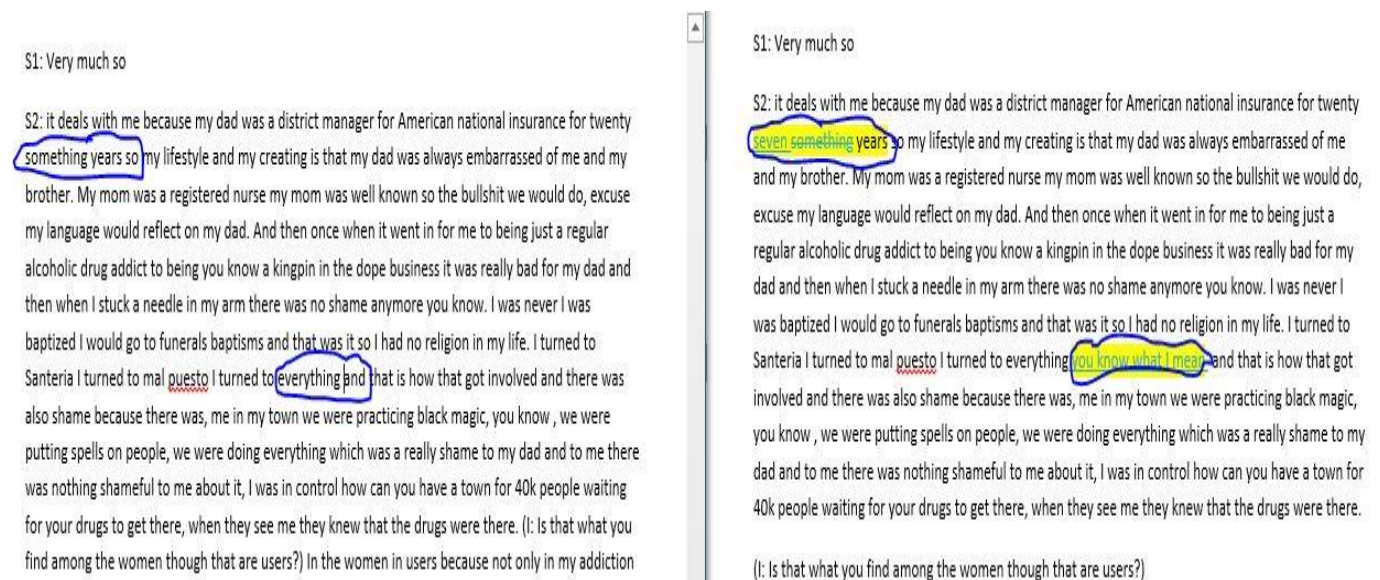 S1: Very much so
S2: it deals with me because my dad was a district manager for American national insurance for twenty
something years so my lifestyle and my creating is that my dad was always embarrassed of me and my
brother. My mom was a registered nurse my mom was well known so the bullshit we would do, excuse
my language would reflect on my dad. And then once when it went in for me to being just a regular
alcoholic drug addict to being you know a kingpin in the dope business it was really bad for my dad and
then when I stuck a needle in my arm there was no shame anymore you know. I was never I was
baptized I would go to funerals baptisms and that was it so I had no religion in my life. I turned to
Santeria I turned to mal puesto I turned to everything and that is how that got involved and there was
also shame because there was, me in my town we were practicing black magic, you know , we were
putting spells on people, we were doing everything which was a really shame to my dad and to me there
was nothing shameful to me about it, I was in control how can you have a town for 40k people waiting
for your drugs to get there, when they see me they knew that the drugs were there. (I: Is that what you
find among the women though that are users?) In the women in users because not only in my addiction
S1: Very much so
S2: it deals with me because my dad was a district manager for American national insurance for twenty
seven something years so my lifestyle and my creating is that my dad was always embarrassed of me
and my brother. My mom was a registered nurse my mom was well known so the bullshit we would do,
excuse my language would reflect on my dad. And then once when it went in for me to being just a
regular alcoholic drug addict to being you know a kingpin in the dope business it was really bad for my
dad and then when I stuck a needle in my arm there was no shame anymore you know. I was never I
was baptized I would go to funerals baptisms and that was it so I had no religion in my life. I turned to
Santeria I turned to mal puesto I turned to everything you know what I mean and that is how that got
involved and there was also shame because there was, me in my town we were practicing black magic,
you know , we were putting spells on people, we were doing everything which was a really shame to my
dad and to me there was nothing shameful to me about it, I was in control how can you have a town for
40k people waiting for your drugs to get there, when they see me they knew that the drugs were there.
(I: Is that what you find among the women though that are users?)